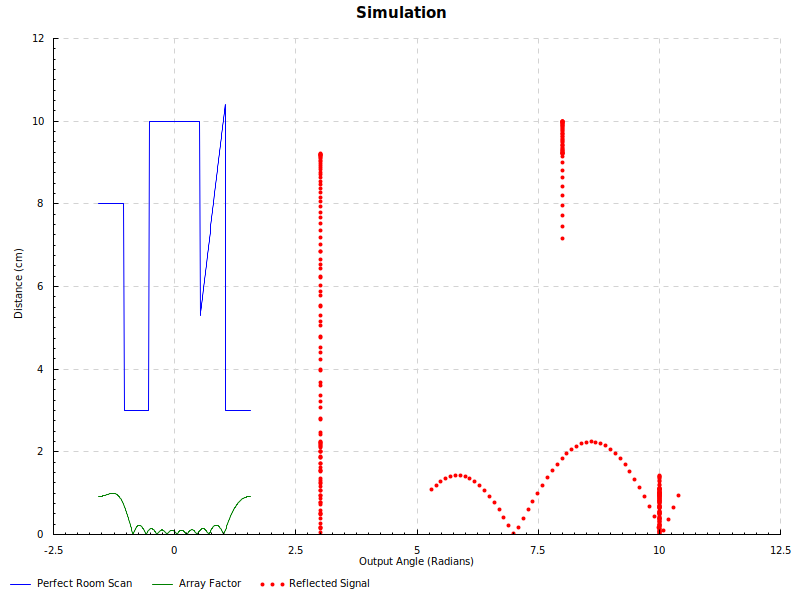 Simulation
12
10
8
6
4
2
0
Distance (cm)
-2.5
0
2.5
5
7.5
10
12.5
Output Angle (Radians)
Perfect Room Scan
Array Factor
Reflected Signal